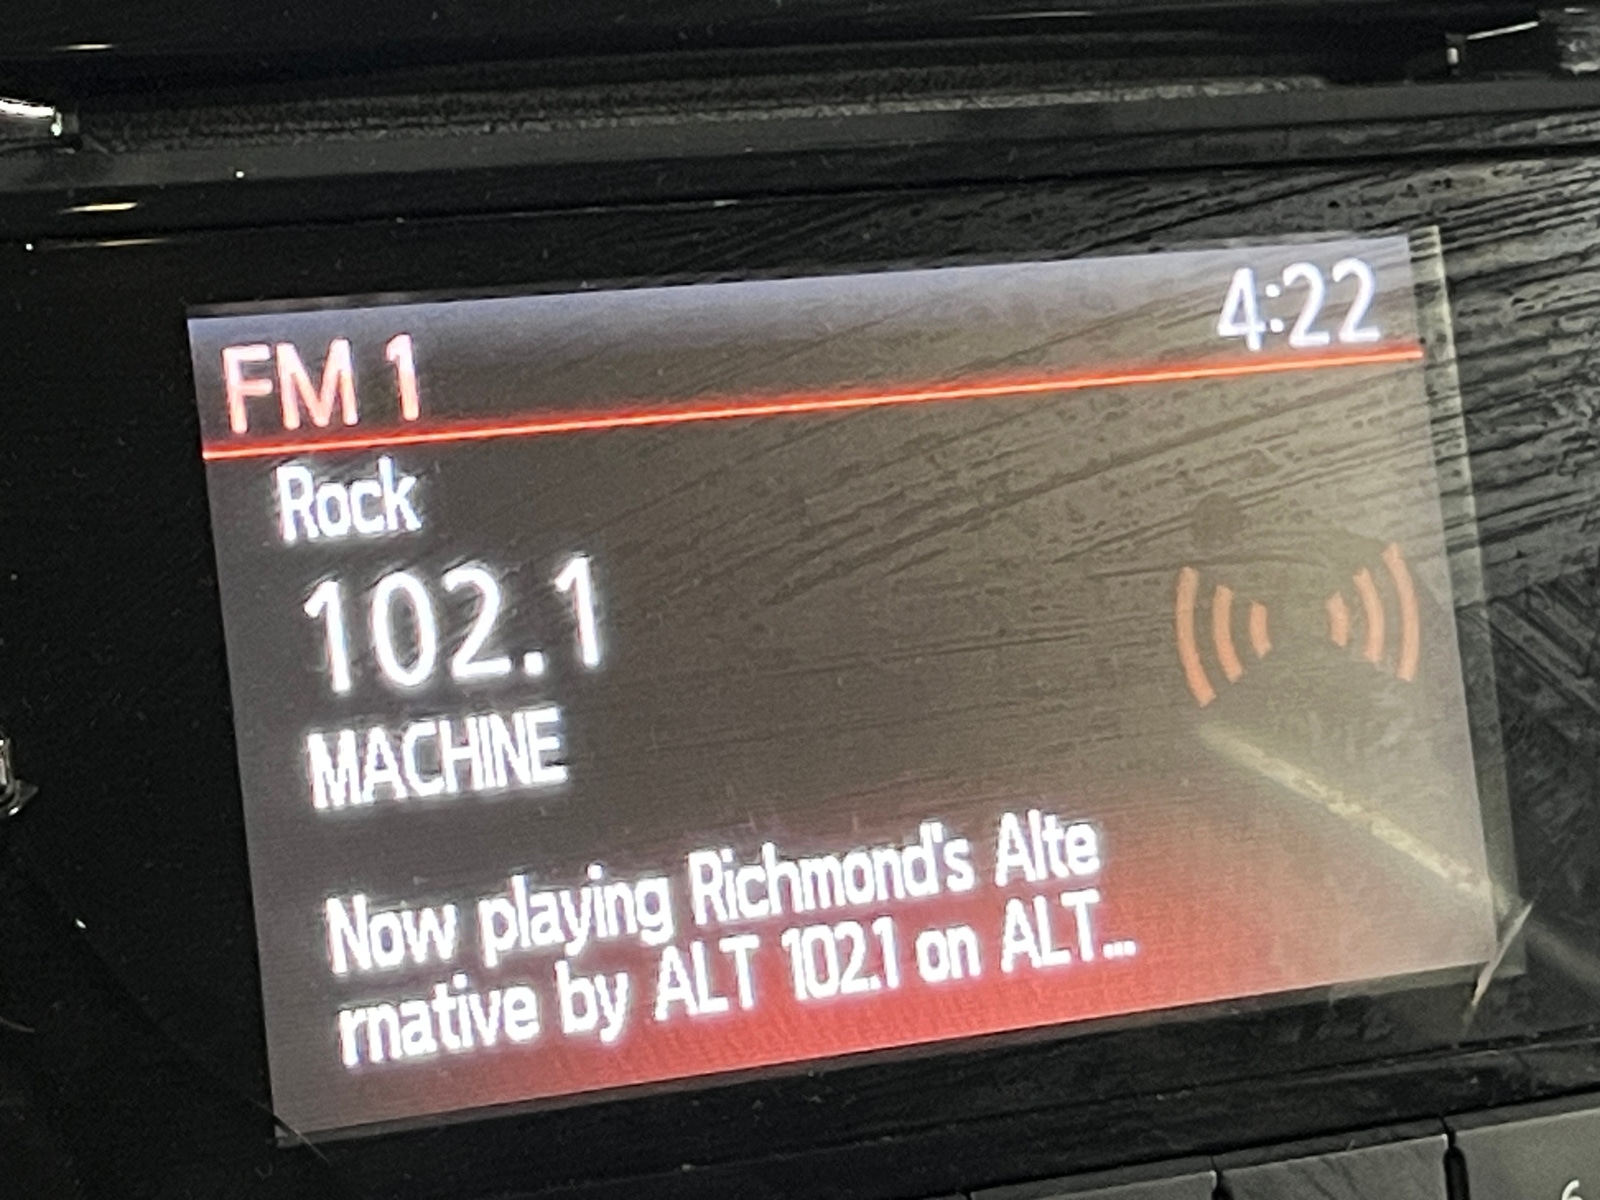 FM 1 4:22
Rock
102.1
MACHINE
Now playing Richmond's Alte
rnative by ALT 102.1 on ALT...